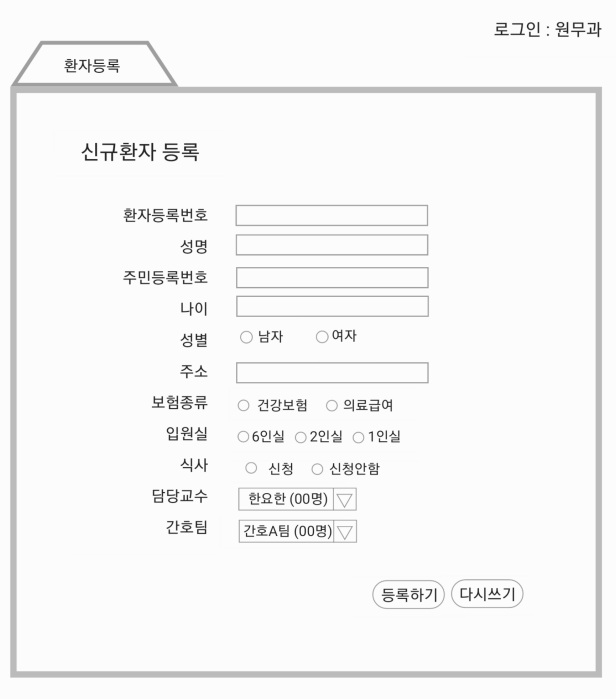 로그인 : 원무과
환자등록
신규환자 등록
환자등록번호
성명
주민등록번호
나이
성별 남자 여자
주소
보험종류 건강보험 의료급여
입원실 6인실 2인실 1인실
식사 신청 신청안함
담당교수 한요한 (00명)
간호팀 간호A팀 (00명)
등록하기 다시쓰기